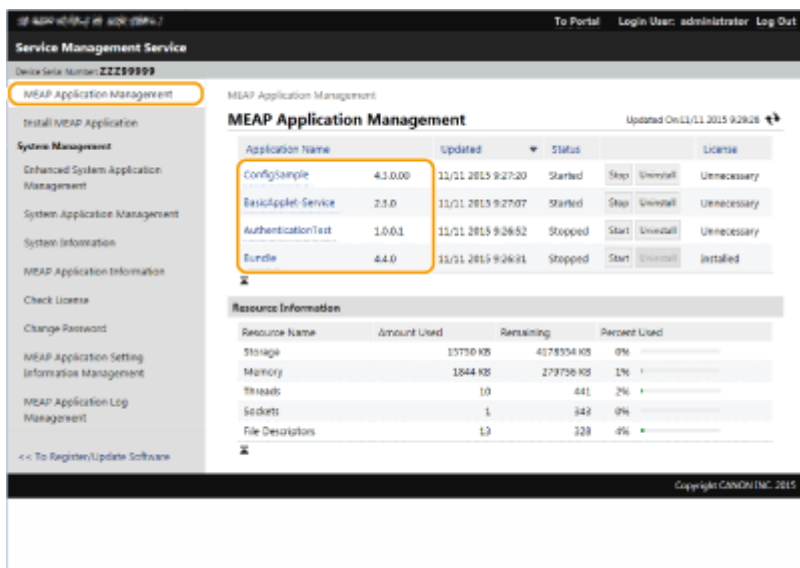 To Portal Login User: administrator Log Out
Service Management Service
Device Serial Number: ZZZ99999
MEAP Application Management
Install MEAP Application
System Management
Enhanced System Application
Management
System Application Management
System Information
MEAP Application Information
Check License
Change Password
MEAP Application Setting
Information Management
MEAP Application Log
Management
<< To Register/Update Software
MEAP Application Management
MEAP Application Management Updated On:11/11 2015 9:29:26
Application Name Updated Status License
ConfigSample 4.3.0.00 11/11 2015 9:27:20 Started Stop Uninstall Unnecessary
BasicApplet-Service 2.3.0 11/11 2015 9:27:07 Started Stop Uninstall Unnecessary
AuthenticationTest 1.0.0.1 11/11 2015 9:26:52 Stopped Start Uninstall Unnecessary
Bundle 4.4.0 11/11 2015 9:26:31 Stopped Start Uninstall Installed
Resource Information
Resource Name Amount Used Remaining Percent Used
Storage 15750 KB 4178554 KB 0%
Memory 1844 KB 279756 KB 1%
Threads 10 441 2%
Sockets 1 343 0%
File Descriptors 13 328 4%
Copyright CANON INC. 2015